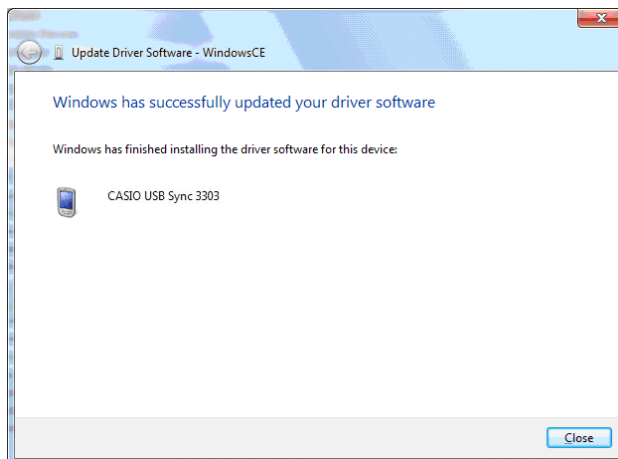 Update Driver Software - WindowsCE
Windows has successfully updated your driver software
Windows has finished installing the driver software for this device:
CASIO USB Sync 3303
Close